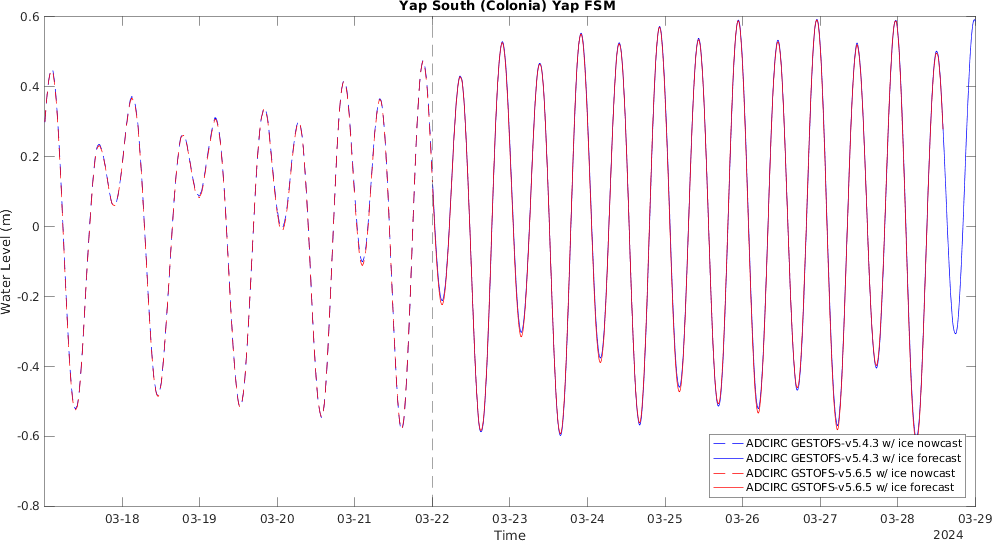 Yap South (Colonia) Yap FSM
0.6
0.4
0.2
0
-0.2
-0.4
-0.6
-0.8
Water Level (m)
ADCIRC GESTOFS-v5.4.3 w/ ice nowcast
ADCIRC GESTOFS-v5.4.3 w/ ice forecast
ADCIRC GSTOFS-v5.6.5 w/ ice nowcast
ADCIRC GSTOFS-v5.6.5 w/ ice forecast
03-18 03-19 03-20 03-21 03-22 03-23 03-24 03-25 03-26 03-27 03-28 03-29
Time
2024